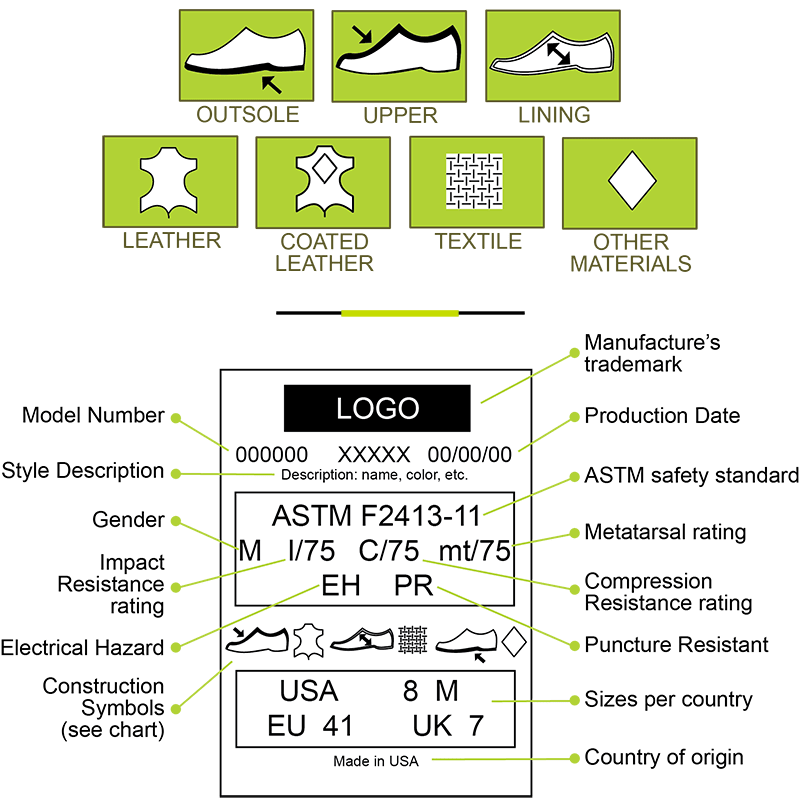 OUTSOLE
UPPER
LINING
LEATHER
COATED
LEATHER
TEXTILE
OTHER
MATERIALS
Manufacture's
trademark
LOGO
Model Number
Production Date
000000 XXXXX 00/00/00
Style Description
Description: name, color, etc.
ASTM safety standard
ASTM F2413-11
Gender
Metatarsal rating
M I/75 C/75 mt/75
Impact
Resistance
rating
Compression
Resistance rating
EH PR
Electrical Hazard
Puncture Resistant
Construction
Symbols
(see chart)
USA 8 M
EU 41 UK 7
Sizes per country
Made in USA
Country of origin